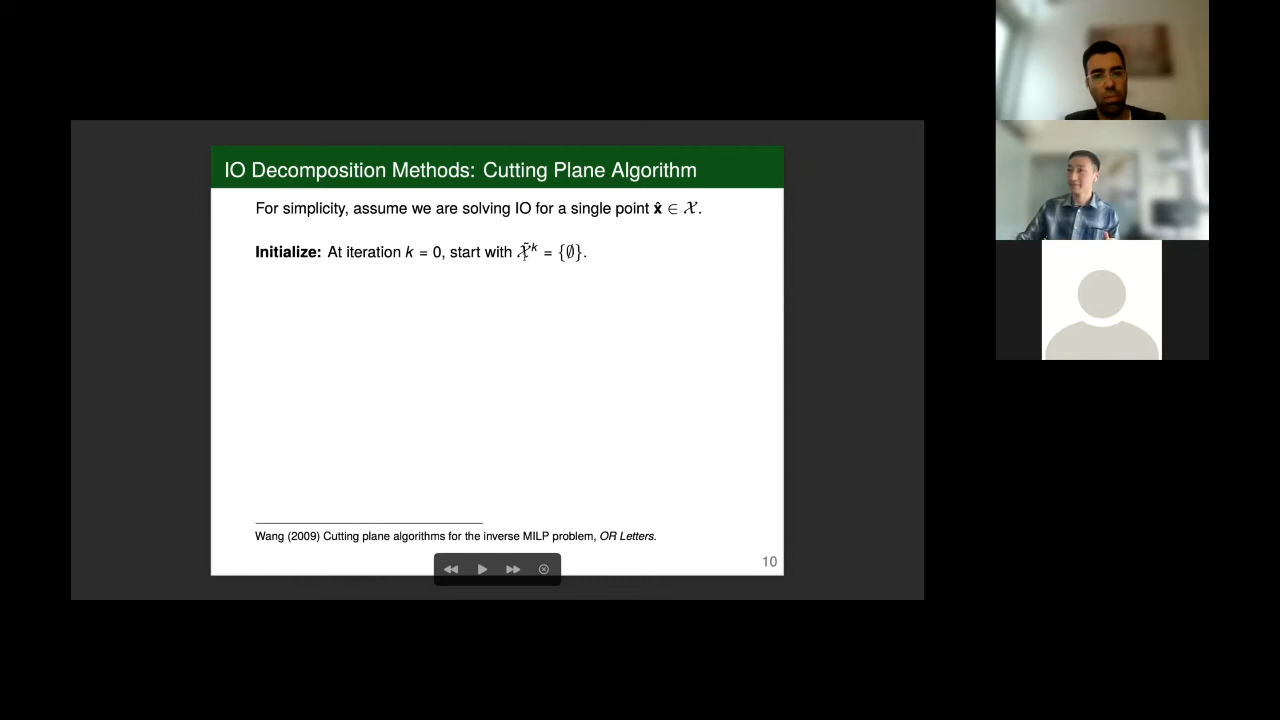 IO Decomposition Methods: Cutting Plane Algorithm
For simplicity, assume we are solving IO for a single point x̂ ∈ 𝒳.
Initialize: At iteration k = 0, start with 𝒳̃ᵏ = {∅}.
Wang (2009) Cutting plane algorithms for the inverse MILP problem, OR Letters.
10